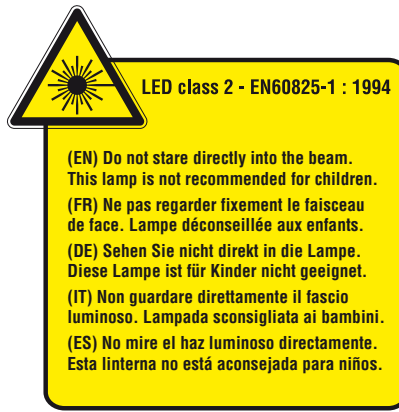 LED class 2 - EN60825-1 : 1994
(EN) Do not stare directly into the beam.
This lamp is not recommended for children.
(FR) Ne pas regarder fixement le faisceau
de face. Lampe déconseillée aux enfants.
(DE) Sehen Sie nicht direkt in die Lampe.
Diese Lampe ist für Kinder nicht geeignet.
(IT) Non guardare direttamente il fascio
luminoso. Lampada sconsigliata ai bambini.
(ES) No mire el haz luminoso directamente.
Esta linterna no está aconsejada para niños.